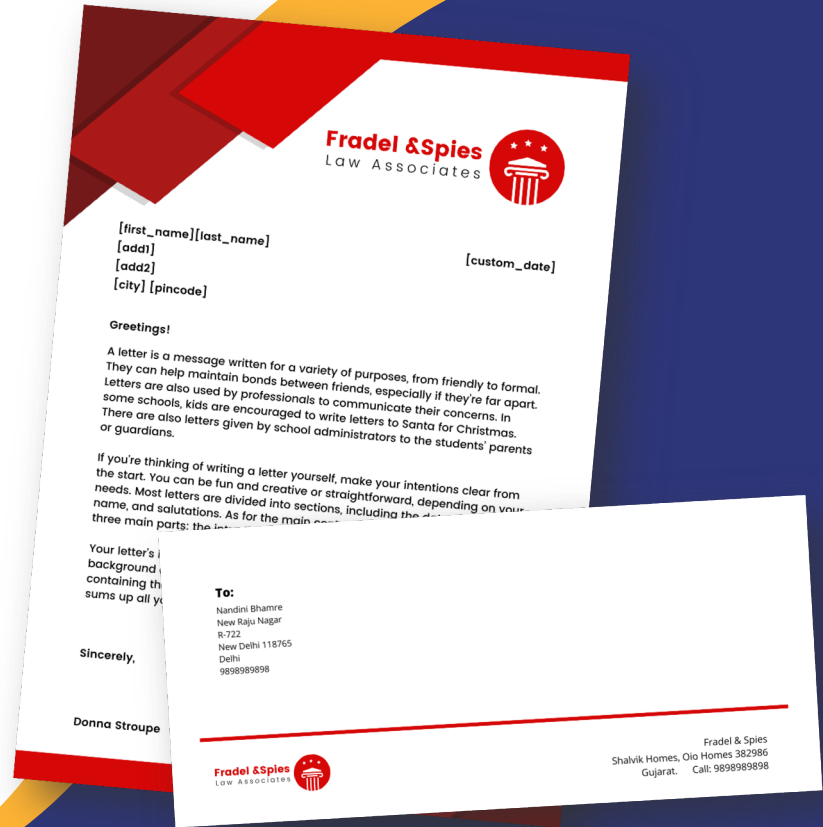 Fradel &Spies
Law Associates
[first_name][last_name]
[add1]
[add2]
[city] [pincode]
[custom_date]
Greetings!
A letter is a message written for a variety of purposes, from friendly to formal.
They can help maintain bonds between friends, especially if they're far apart.
Letters are also used by professionals to communicate their concerns. In
some schools, kids are encouraged to write letters to Santa for Christmas.
There are also letters given by school administrators to the students' parents
or guardians.
If you're thinking of writing a letter yourself, make your intentions clear from
the start. You can be fun and creative or straightforward, depending on your
needs. Most letters are divided into sections, including the
name, and salutations. As for the main
three main parts: the
Your letter's
background
containing
sums up all
Sincerely,
Donna Stroupe
To:
Nandini Bhamre
New Raju Nagar
R-722
New Delhi 118765
Delhi
9898989898
Fradel &Spies
Law Associates
Fradel & Spies
Shalvik Homes, Oio Homes 382986
Gujarat. Call: 9898989898